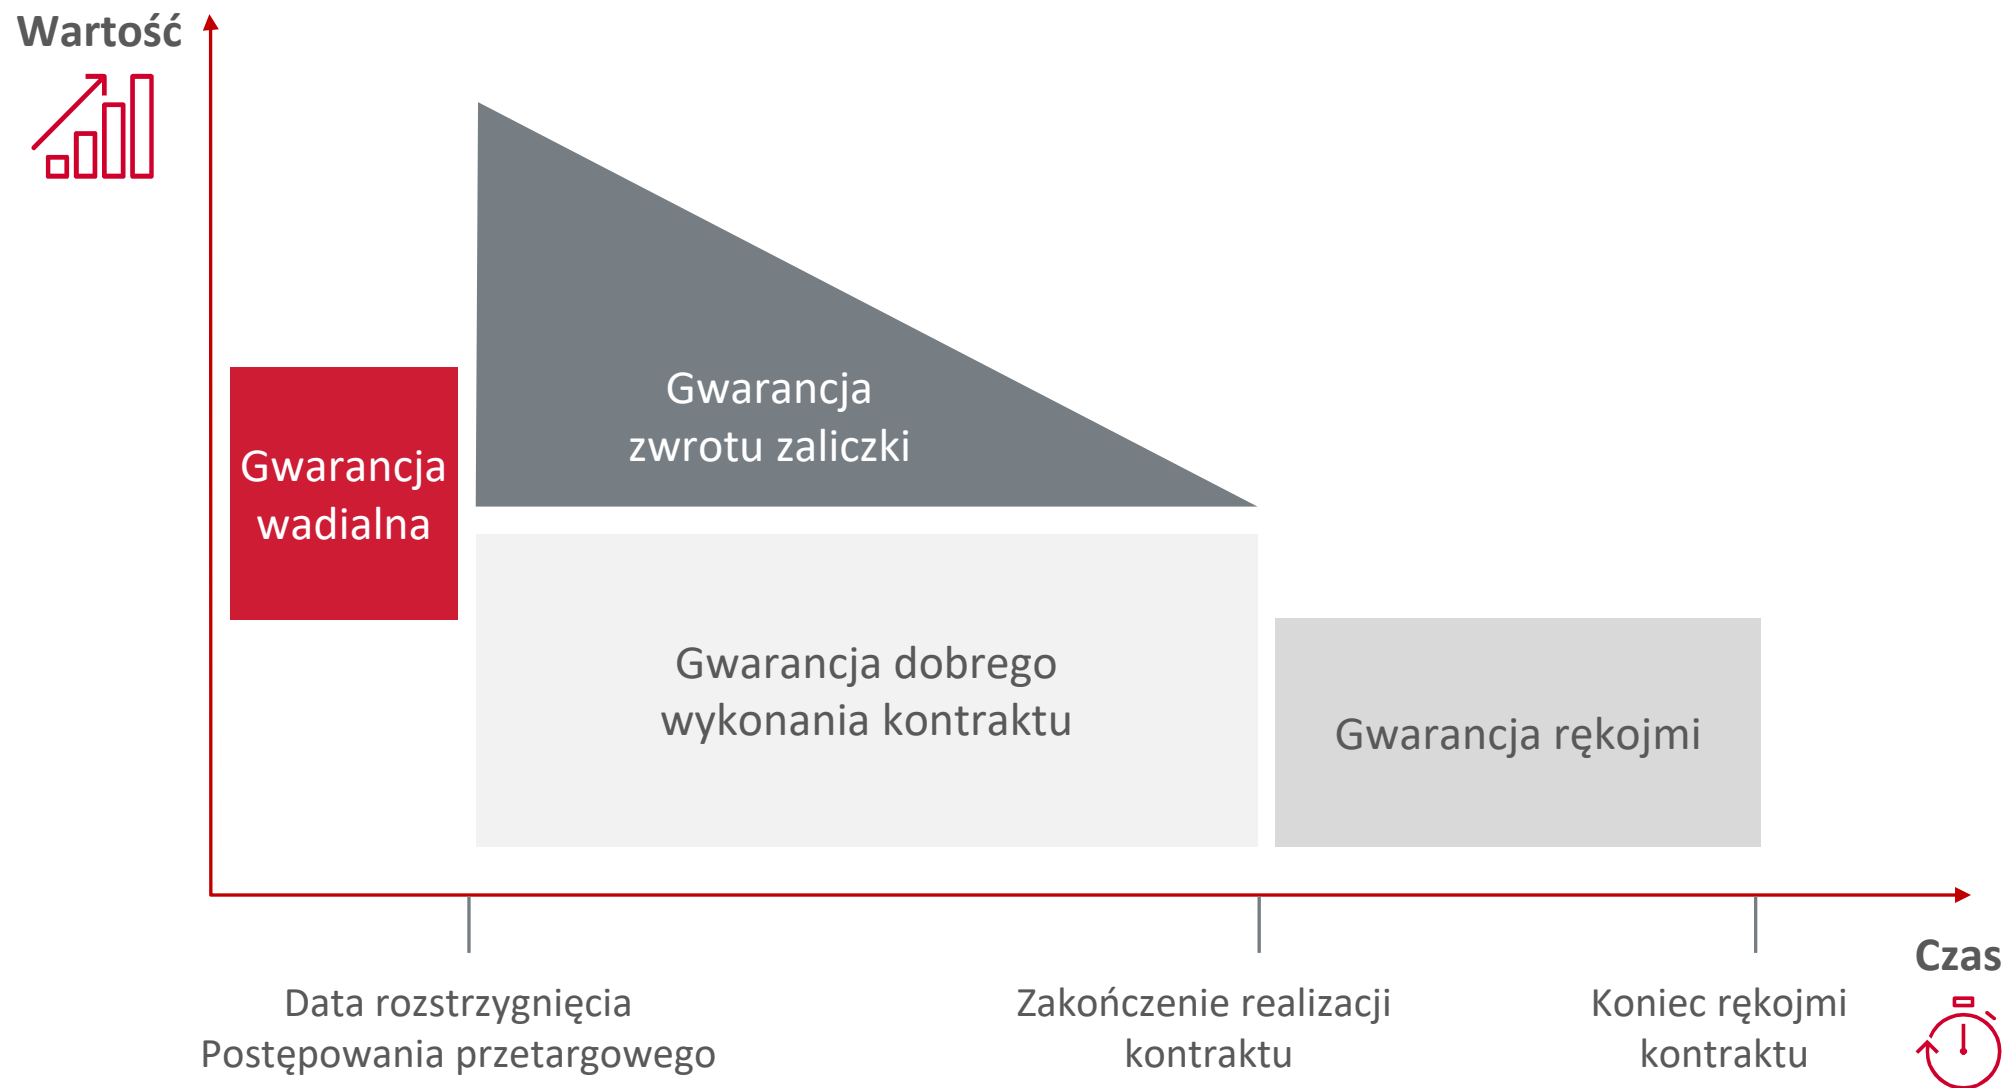 Wartość
Gwarancja
zwrotu zaliczki
Gwarancja
wadialna
Gwarancja dobrego
wykonania kontraktu
Gwarancja rękojmi
Czas
Data rozstrzygnięcia
Postępowania przetargowego
Zakończenie realizacji
kontraktu
Koniec rękojmi
kontraktu